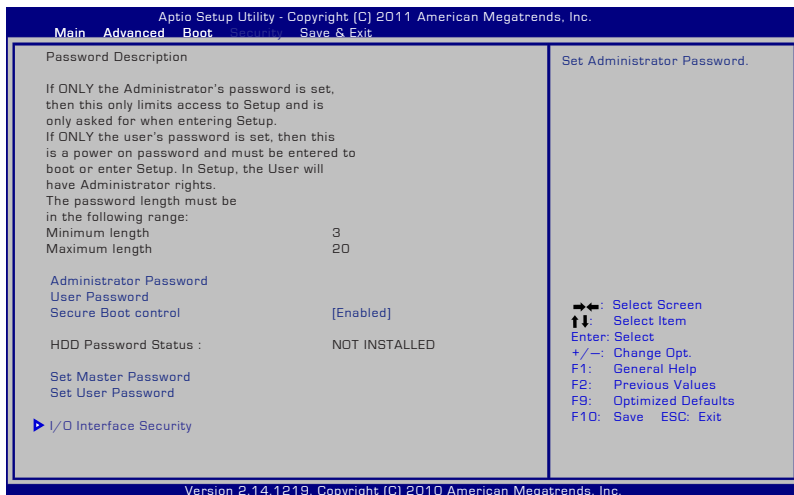 Aptio Setup Utility - Copyright (C) 2011 American Megatrends, Inc.
Main Advanced Boot Security Save & Exit
Password Description
If ONLY the Administrator's password is set,
then this only limits access to Setup and is
only asked for when entering Setup.
If ONLY the user's password is set, then this
is a power on password and must be entered to
boot or enter Setup. In Setup, the User will
have Administrator rights.
The password length must be
in the following range:
Minimum length 3
Maximum length 20
Administrator Password
User Password
Secure Boot control [Enabled]
HDD Password Status : NOT INSTALLED
Set Master Password
Set User Password
I/O Interface Security
Set Administrator Password.
→←: Select Screen
↑↓: Select Item
Enter: Select
+/—: Change Opt.
F1: General Help
F2: Previous Values
F9: Optimized Defaults
F10: Save ESC: Exit
Version 2.14.1219. Copyright (C) 2010 American Megatrends, Inc.